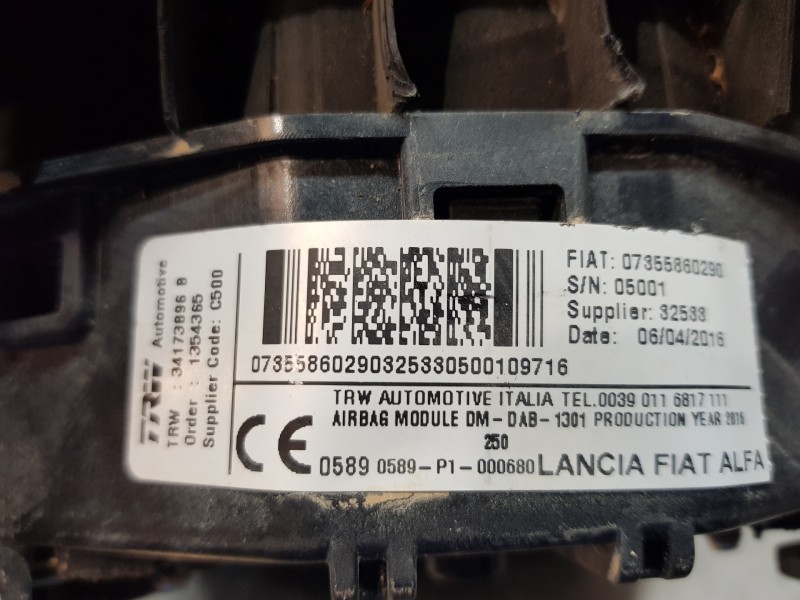 TRW Automotive
TRW : 34173896 B
Order : 1354365
Supplier Code: C500
FIAT: 07355860290
S/N: 05001
Supplier: 32533
Date: 06/04/2016
07355860290325330500109716
TRW AUTOMOTIVE ITALIA TEL.0039 011 6817 111
AIRBAG MODULE DM-DAB-1301 PRODUCTION YEAR 2016
250
CE 0589 0589-P1-000680 LANCIA FIAT ALFA